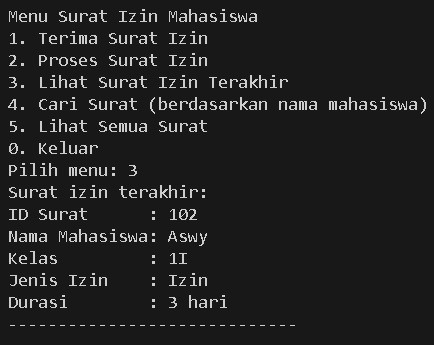 Menu Surat Izin Mahasiswa
1. Terima Surat Izin
2. Proses Surat Izin
3. Lihat Surat Izin Terakhir
4. Cari Surat (berdasarkan nama mahasiswa)
5. Lihat Semua Surat
0. Keluar
Pilih menu: 3
Surat izin terakhir:
ID Surat      : 102
Nama Mahasiswa: Aswy
Kelas         : 1I
Jenis Izin    : Izin
Durasi        : 3 hari
-----------------------------